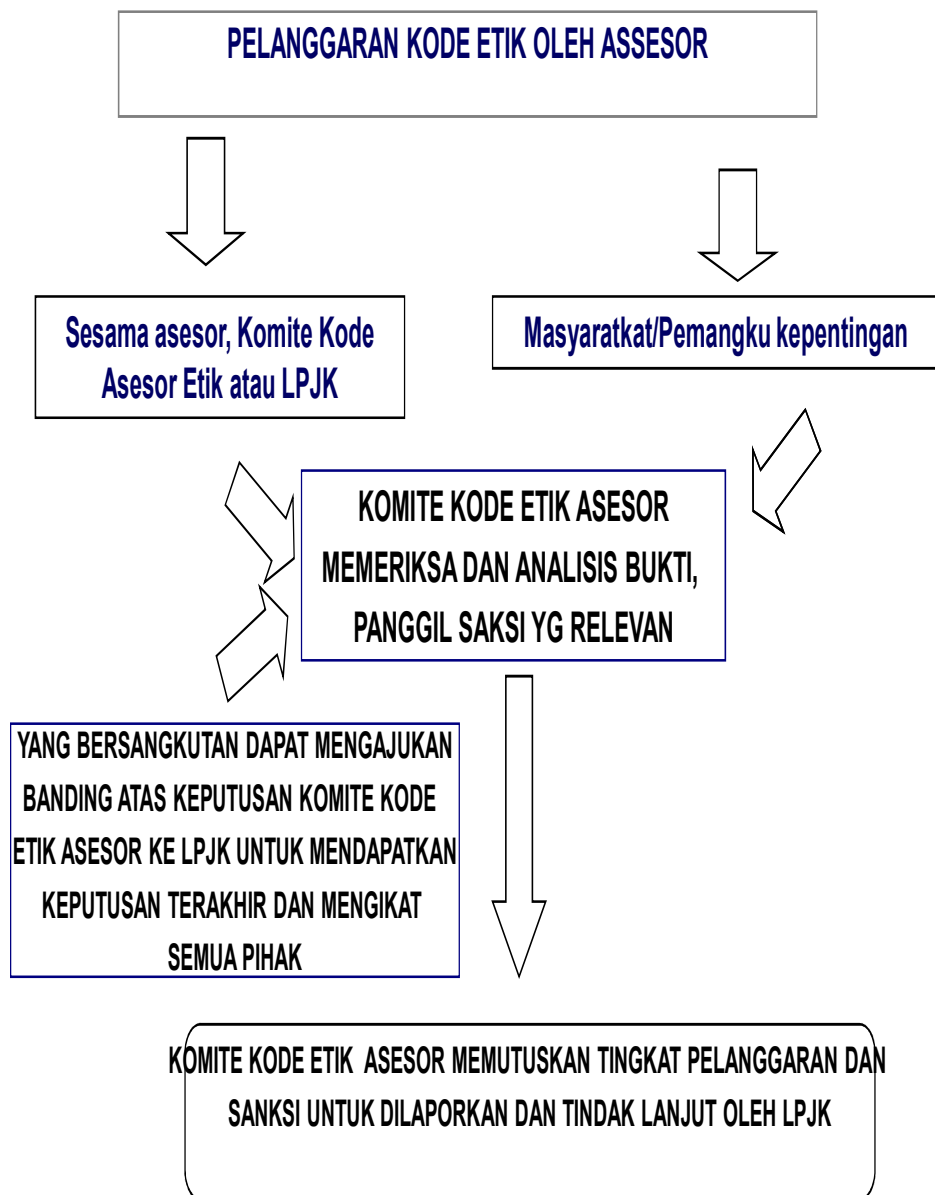 PELANGGARAN KODE ETIK OLEH ASSESOR
Sesama asesor, Komite Kode
Asesor Etik atau LPJK
Masyaratkat/Pemangku kepentingan
KOMITE KODE ETIK ASESOR
MEMERIKSA DAN ANALISIS BUKTI,
PANGGIL SAKSI YG RELEVAN
YANG BERSANGKUTAN DAPAT MENGAJUKAN
BANDING ATAS KEPUTUSAN KOMITE KODE
ETIK ASESOR KE LPJK UNTUK MENDAPATKAN
KEPUTUSAN TERAKHIR DAN MENGIKAT
SEMUA PIHAK
KOMITE KODE ETIK ASESOR MEMUTUSKAN TINGKAT PELANGGARAN DAN
SANKSI UNTUK DILAPORKAN DAN TINDAK LANJUT OLEH LPJK